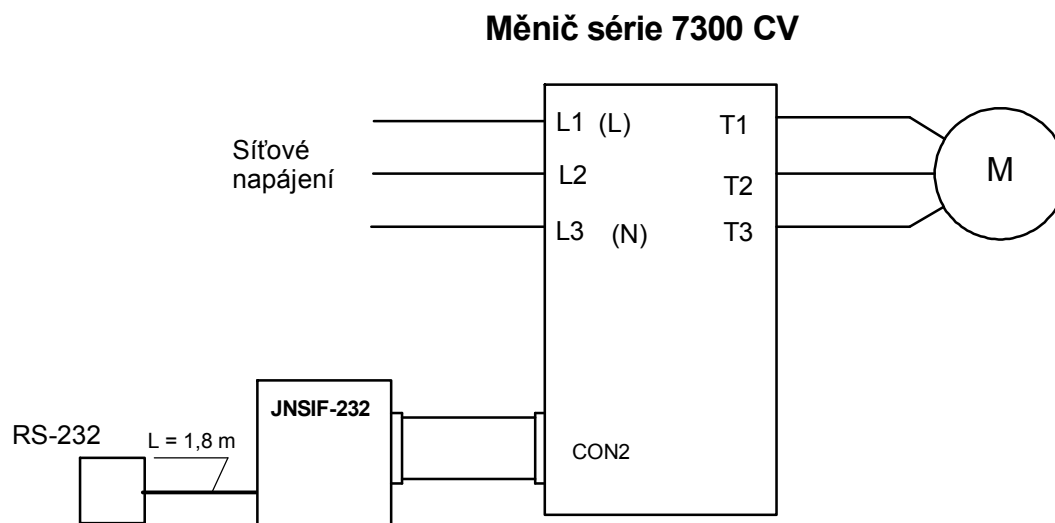 Měnič série 7300 CV
L1 (L)
T1
Síťové
napájení
L2
T2
M
L3 (N)
T3
JNSIF-232
RS-232
L = 1,8 m
CON2